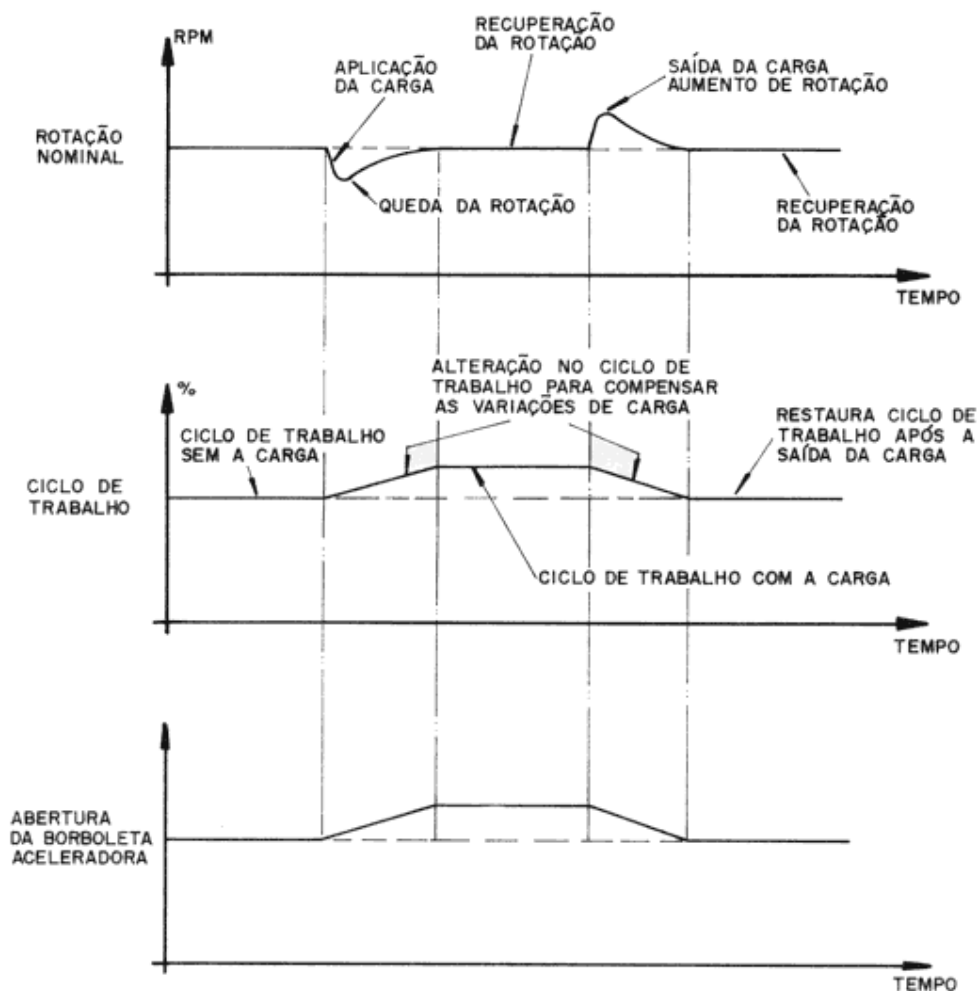 RPM
RECUPERAÇÃO
DA ROTAÇÃO
APLICAÇÃO
DA CARGA
SAÍDA DA CARGA
AUMENTO DE ROTAÇÃO
ROTAÇÃO
NOMINAL
QUEDA DA ROTAÇÃO
RECUPERAÇÃO
DA ROTAÇÃO
TEMPO
%
ALTERAÇÃO NO CICLO DE
TRABALHO PARA COMPENSAR
AS VARIAÇÕES DE CARGA
CICLO DE TRABALHO
SEM A CARGA
RESTAURA CICLO DE
TRABALHO APÓS A
SAÍDA DA CARGA
CICLO DE
TRABALHO
CICLO DE TRABALHO COM A CARGA
TEMPO
ABERTURA
DA BORBOLETA
ACELERADORA
TEMPO